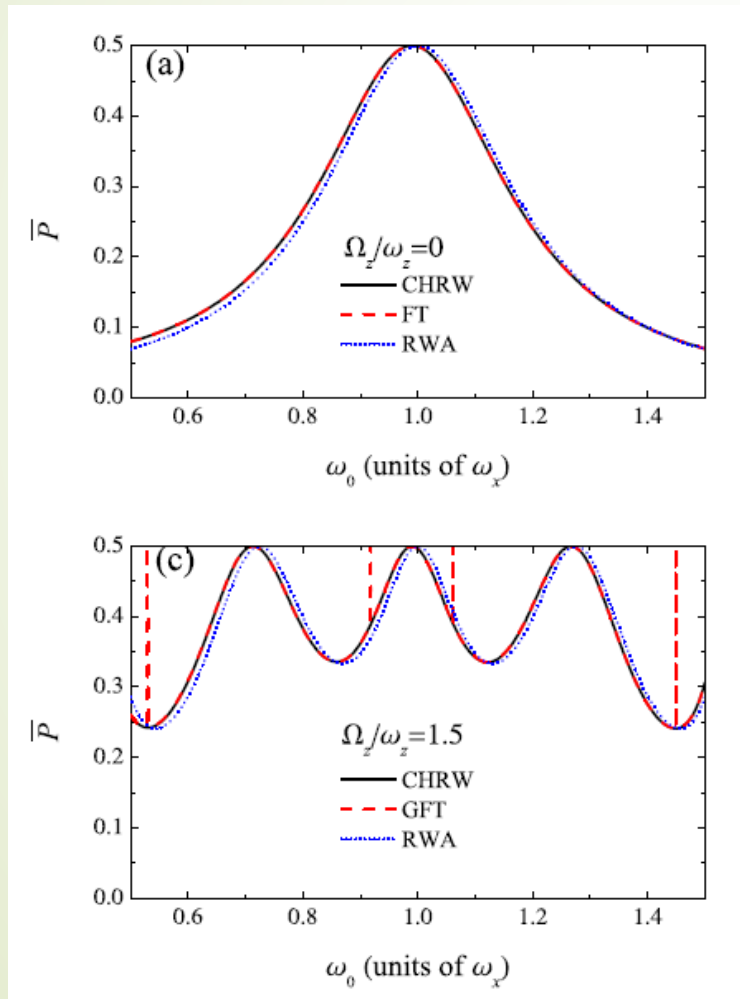 (a)
0.5
0.4
0.3
0.2
0.1
0.0
P̅
Ω_z/ω_z=0
CHRW
FT
RWA
0.6 0.8 1.0 1.2 1.4
ω_0 (units of ω_x)
(c)
0.5
0.4
0.3
0.2
0.1
0.0
P̅
Ω_z/ω_z=1.5
CHRW
GFT
RWA
0.6 0.8 1.0 1.2 1.4
ω_0 (units of ω_x)